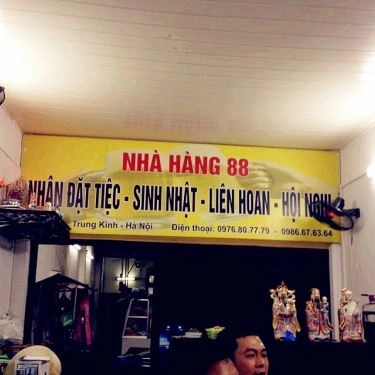 NHÀ HÀNG 88
NHẬN ĐẶT TIỆC - SINH NHẬT - LIÊN HOAN - HỘI NGHỊ
Trung Kính - Hà Nội Điện thoại: 0976.80.77.79 - 0986.67.63.64